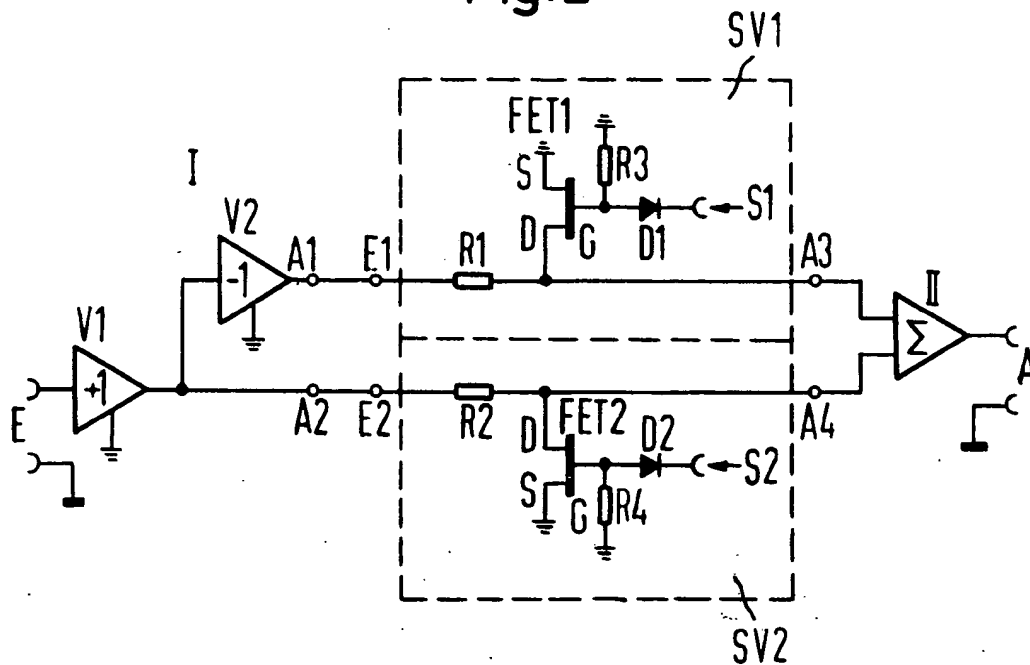 SV1
FET1
I
S
R3
S1
V2
D
G
D1
A1
E1
R1
A3
-1
II
V1
Σ
+1
A
E
A2
E2
R2
FET2
A4
D
D2
S2
S
G
R4
SV2